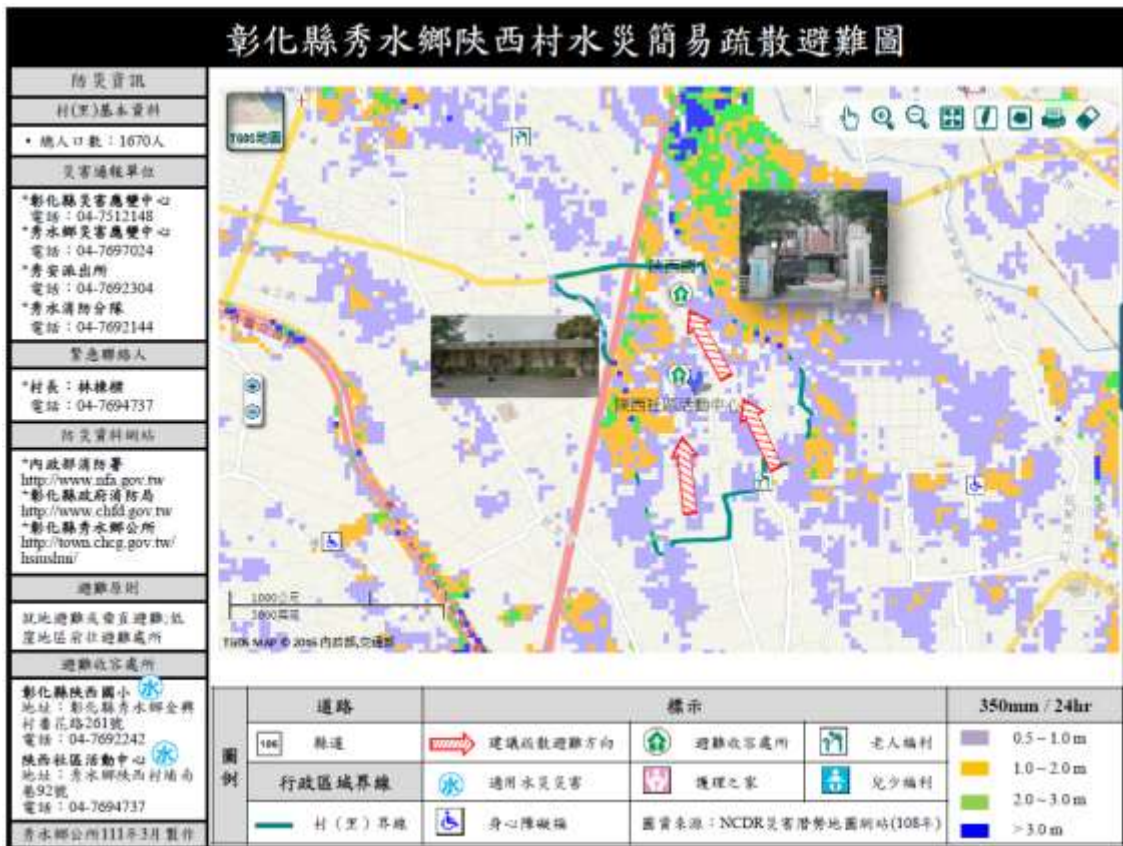 彰化縣秀水鄉陝西村水災簡易疏散避難圖
防災資訊
村(里)基本資料
• 總人口數：1670人
災害通報單位
*彰化縣災害應變中心
電話：04-7512148
*秀水鄉災害應變中心
電話：04-7697024
*秀安派出所
電話：04-7692304
*秀水消防分隊
電話：04-7692144
緊急聯絡人
電話：04-7694737
防災資料網站
*內政部消防署
http://www.nfa.gov.tw
*彰化縣政府消防局
http://www.chfd.gov.tw
*彰化縣秀水鄉公所
http://town.chcg.gov.tw/
避難原則
就地避難或垂直避難,低
窪地區前往避難處所
避難收容處所
彰化縣陝西國小 水
地址：彰化縣秀水鄉金興
村番花路261號
電話：04-7692242
陝西社區活動中心 水
地址：秀水鄉陝西村埔南
巷92號
電話：04-7694737
秀水鄉公所111年3月製作
TGOS地圖
陝西國小
陝西社區活動中心
1000公尺
TGOS MAP © 2016 內政部,交通部
圖例
道路
標示
350mm / 24hr
106 縣道
建議疏散避難方向
避難收容處所
老人福利
0.5 – 1.0 m
行政區域界線
水 適用水災災害
護理之家
兒少福利
1.0 – 2.0 m
2.0 – 3.0 m
村（里）界線
身心障礙福
圖資來源：NCDR災害潛勢地圖網站(108年)
> 3.0 m